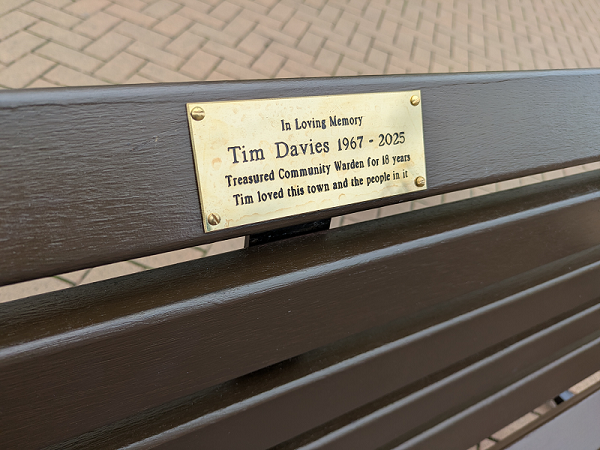 In Loving Memory
Tim Davies 1967 - 2025
Treasured Community Warden for 18 years
Tim loved this town and the people in it